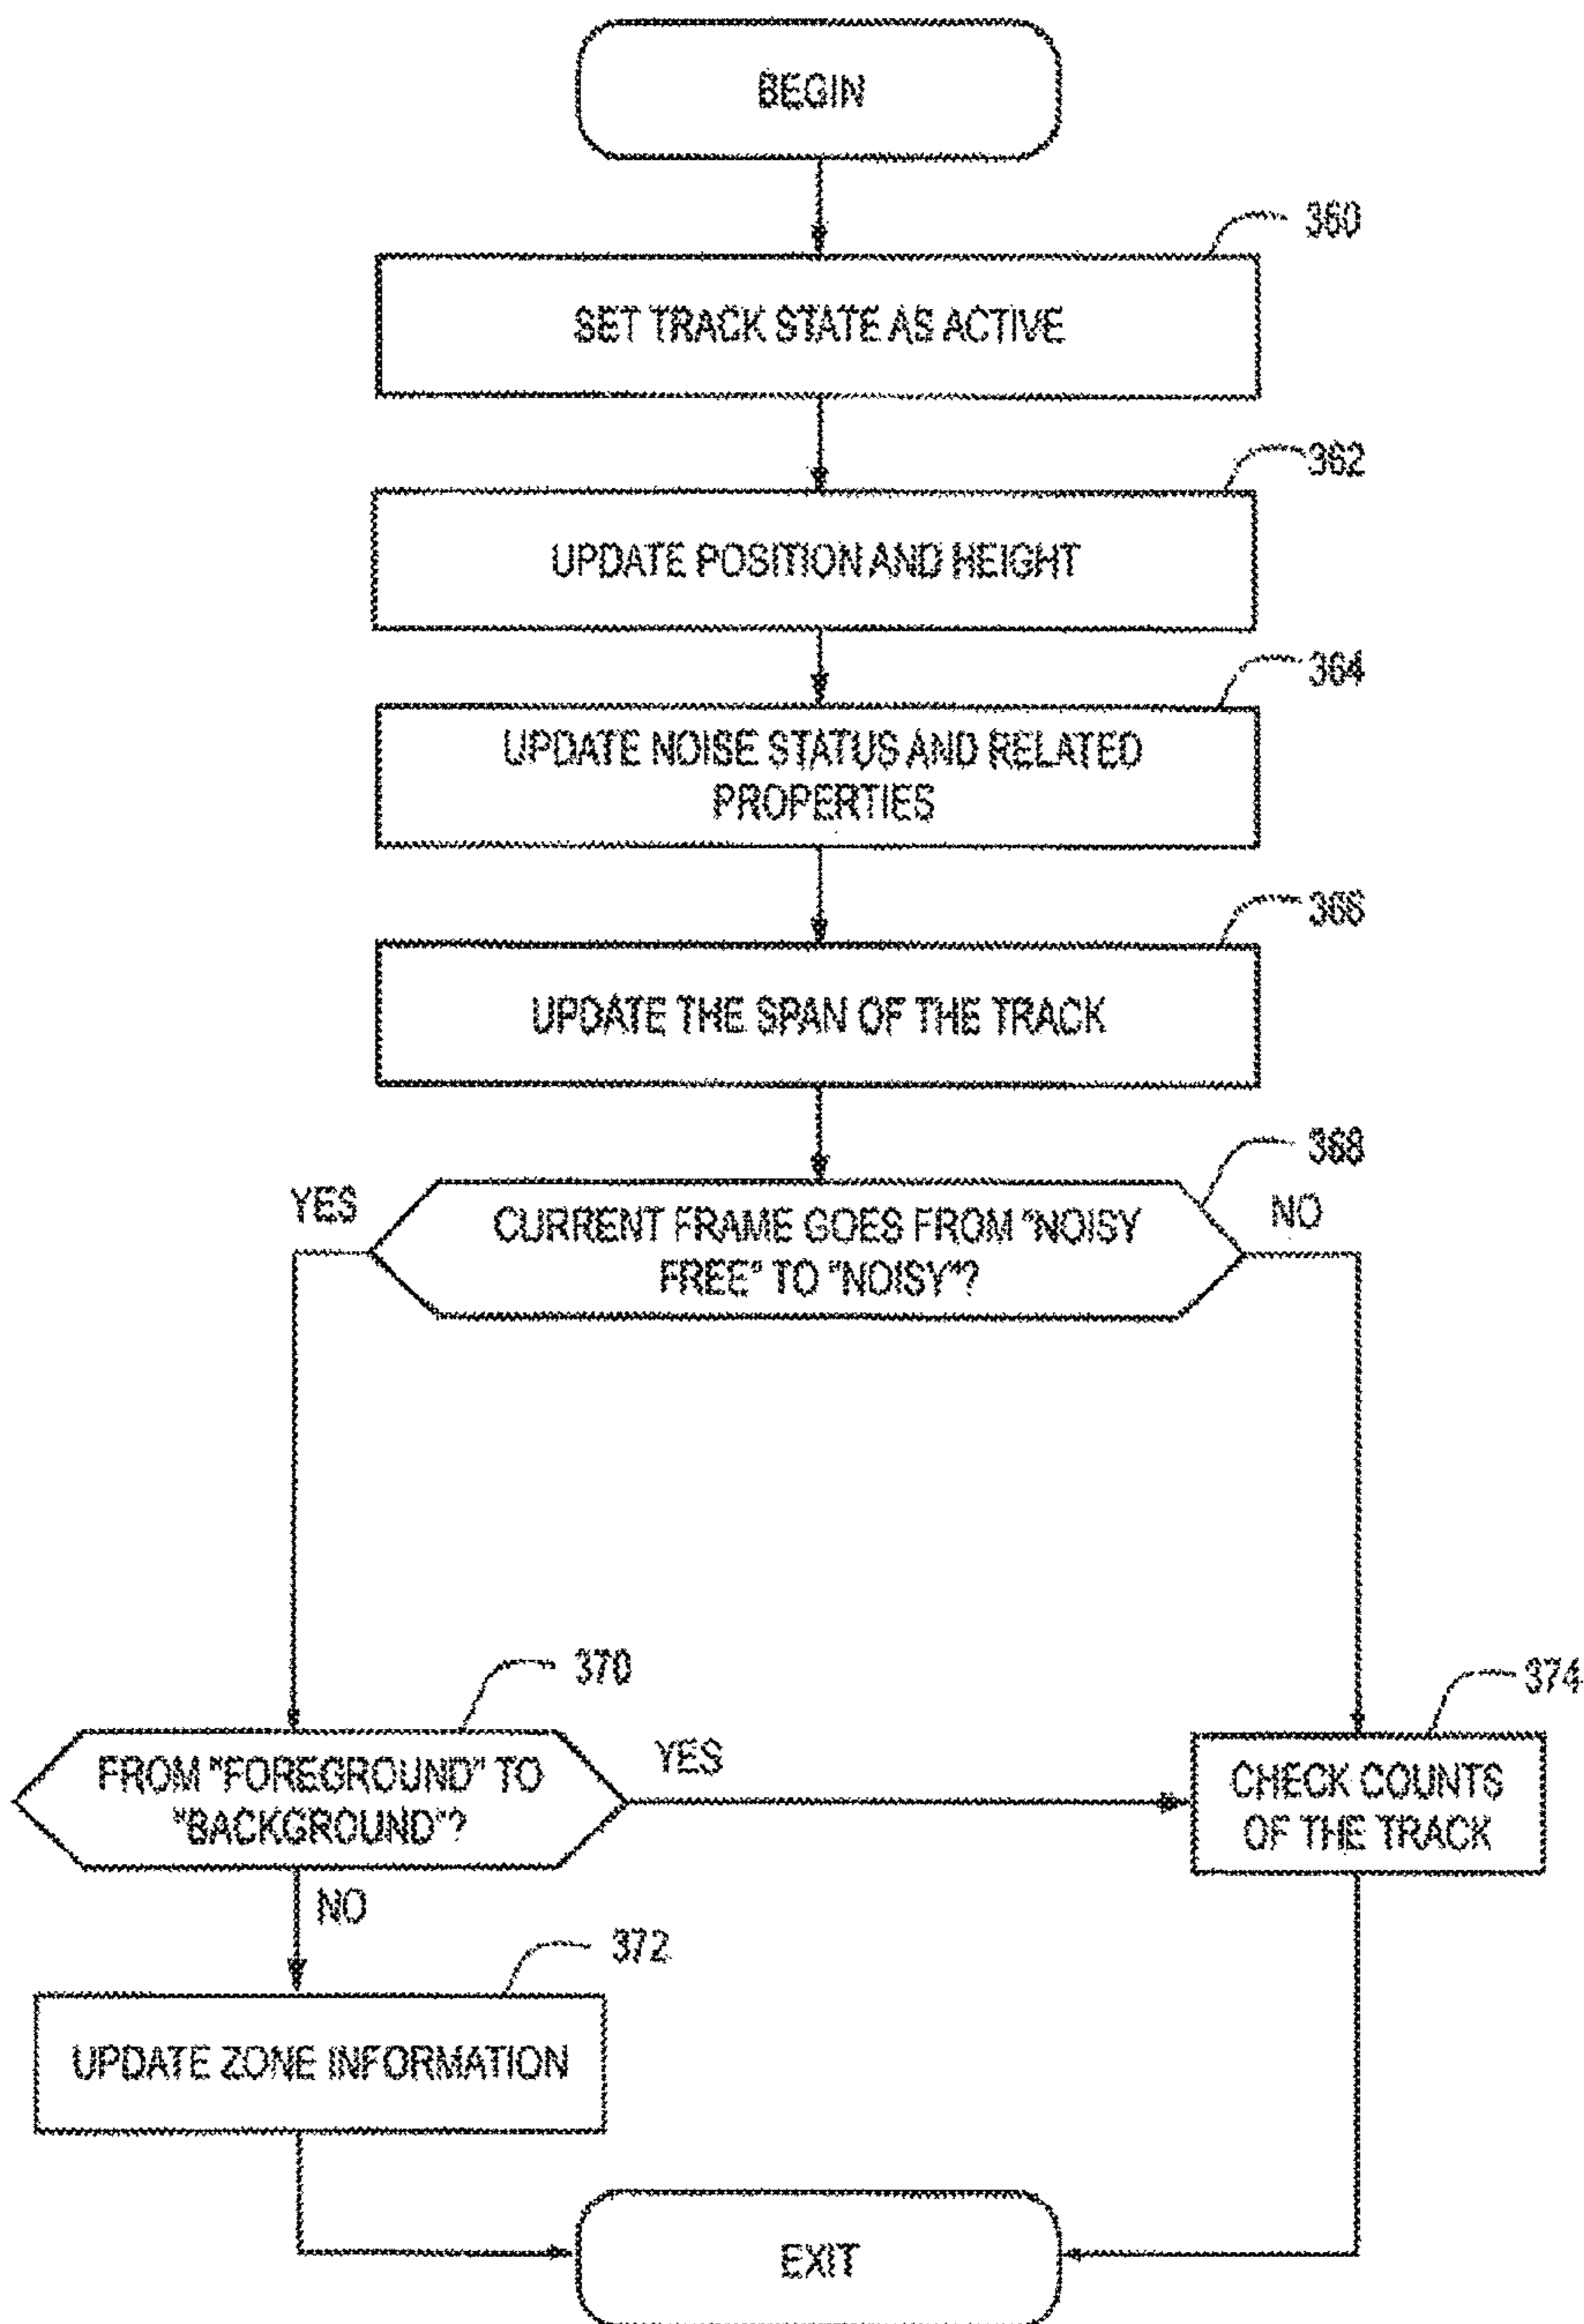 BEGIN
360
SET TRACK STATE AS ACTIVE
362
UPDATE POSITION AND HEIGHT
364
UPDATE NOISE STATUS AND RELATED
PROPERTIES
366
UPDATE THE SPAN OF THE TRACK
368
YES
NO
CURRENT FRAME GOES FROM "NOISY
FREE" TO "NOISY"?
370
374
FROM "FOREGROUND" TO
"BACKGROUND"?
YES
CHECK COUNTS
OF THE TRACK
NO
372
UPDATE ZONE INFORMATION
EXIT